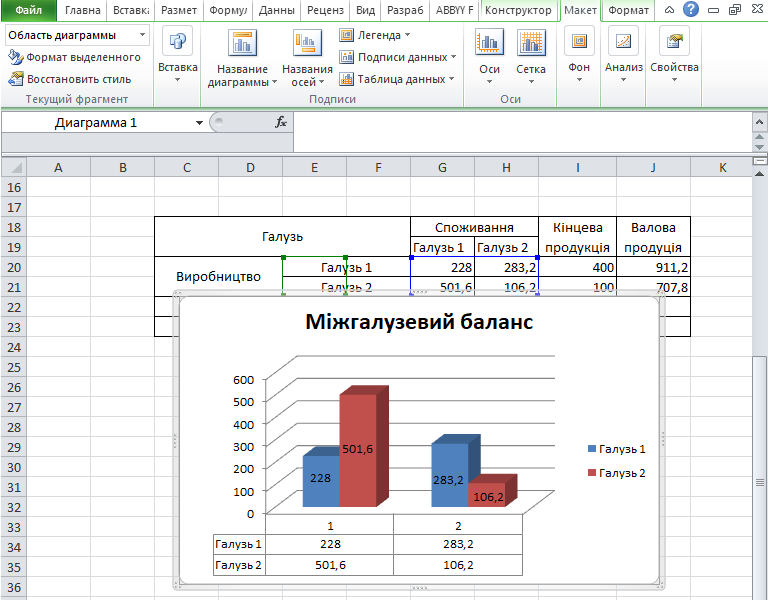 Файл Главна Вставка Размет Формул Данны Реценз Вид Разраб ABBYY F Конструктор Макет Формат
Область диаграммы
Формат выделенного
Восстановить стиль
Текущий фрагмент
Вставка
Название диаграммы
Названия осей
Легенда
Подписи данных
Таблица данных
Подписи
Оси
Сетка
Оси
Фон
Анализ
Свойства
Диаграмма 1
fx
A B C D E F G H I J K
16
17
18 Галузь Споживання Кінцева Валова
19 Галузь 1 Галузь 2 продукція продуція
20 Виробництво Галузь 1 228 283,2 400 911,2
21 Галузь 2 501,6 106,2 100 707,8
22
23
24
25
26
27
28
29
30
31
32
33
34
35
36
Міжгалузевий баланс
600
500
400
300
200
100
0
228
501,6
283,2
106,2
Галузь 1
Галузь 2
1 2
Галузь 1 228 283,2
Галузь 2 501,6 106,2